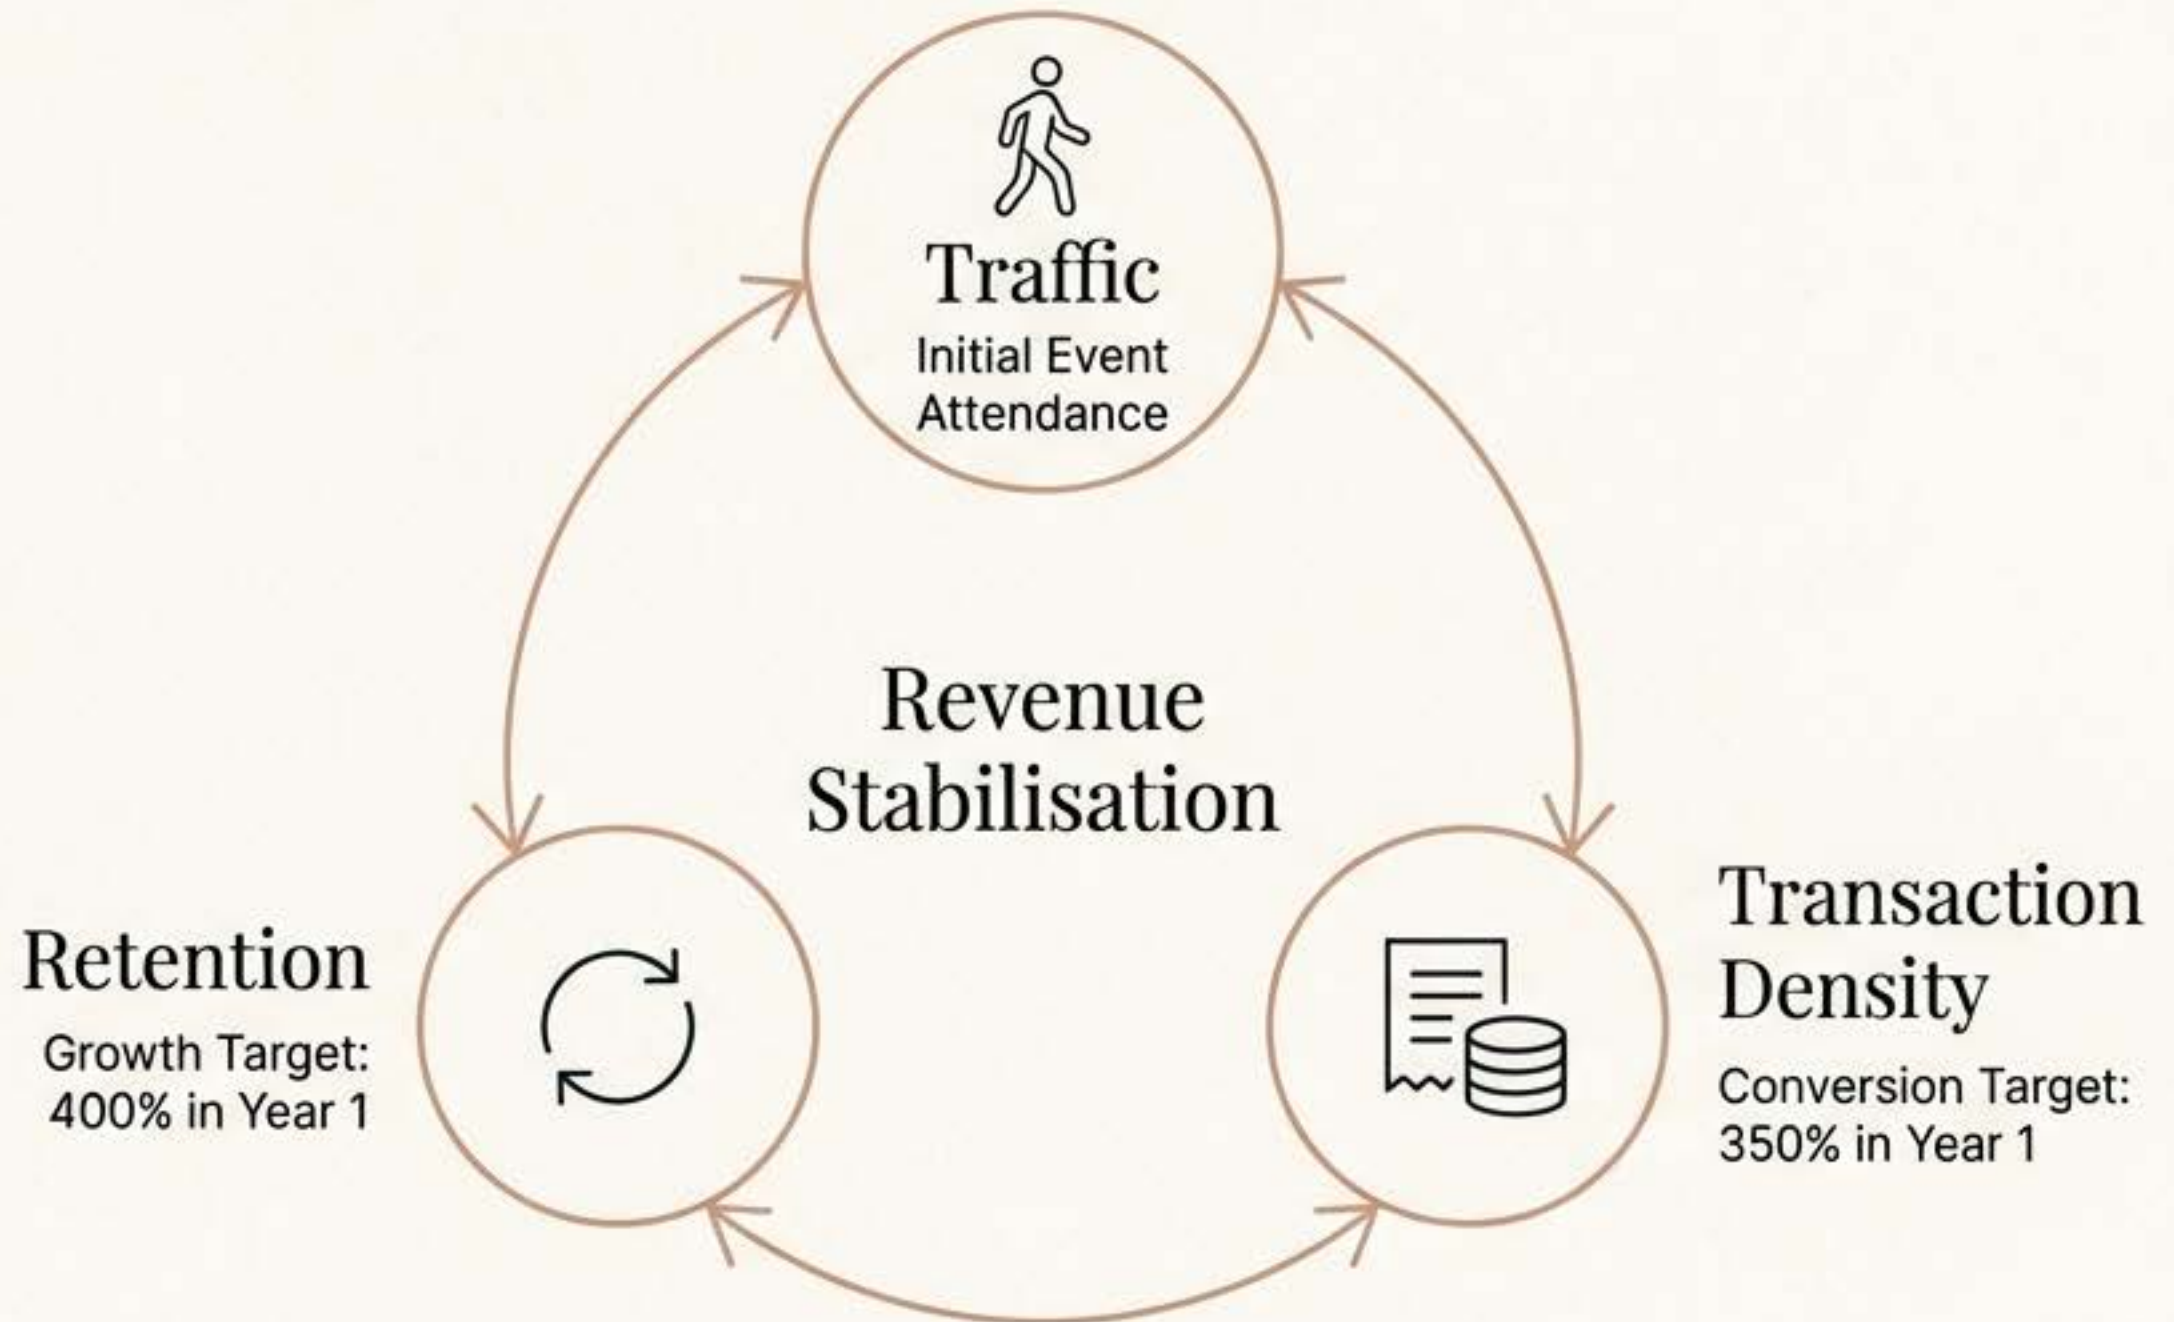 Traffic
Initial Event
Attendance
Revenue
Stabilisation
Retention
Growth Target:
400% in Year 1
Transaction
Density
Conversion Target:
350% in Year 1